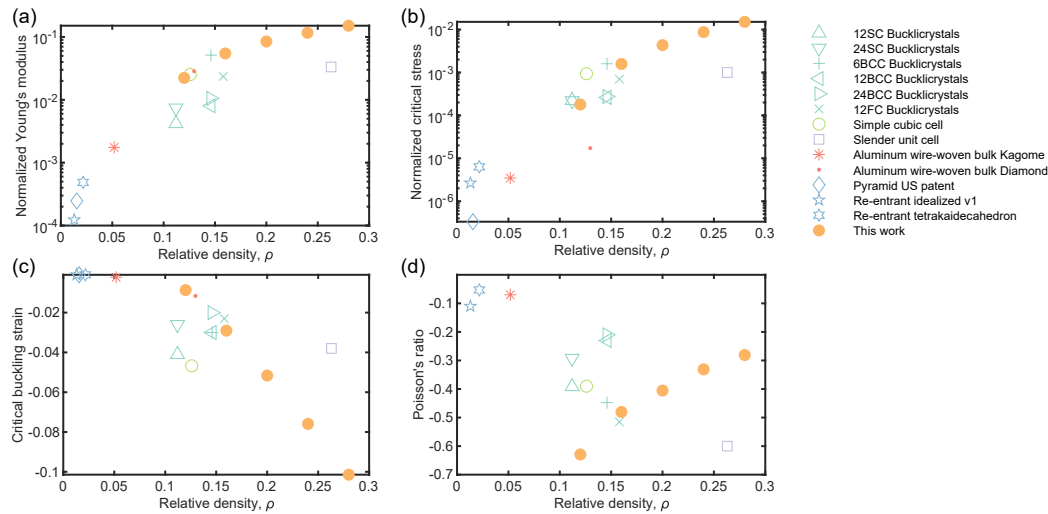 (a)
Normalized Young's modulus
10-1
10-2
10-3
10-4
0 0.05 0.1 0.15 0.2 0.25 0.3
Relative density, ρ
(b)
Normalized critical stress
10-2
10-3
10-4
10-5
10-6
0 0.05 0.1 0.15 0.2 0.25 0.3
Relative density, ρ
12SC Bucklicrystals
24SC Bucklicrystals
6BCC Bucklicrystals
12BCC Bucklicrystals
24BCC Bucklicrystals
12FC Bucklicrystals
Simple cubic cell
Slender unit cell
Aluminum wire-woven bulk Kagome
Aluminum wire-woven bulk Diamond
Pyramid US patent
Re-entrant idealized v1
Re-entrant tetrakaidecahedron
This work
(c)
Critical buckling strain
-0.02
-0.04
-0.06
-0.08
-0.1
0 0.05 0.1 0.15 0.2 0.25 0.3
Relative density, ρ
(d)
Poisson's ratio
-0.1
-0.2
-0.3
-0.4
-0.5
-0.6
-0.7
0 0.05 0.1 0.15 0.2 0.25 0.3
Relative density, ρ